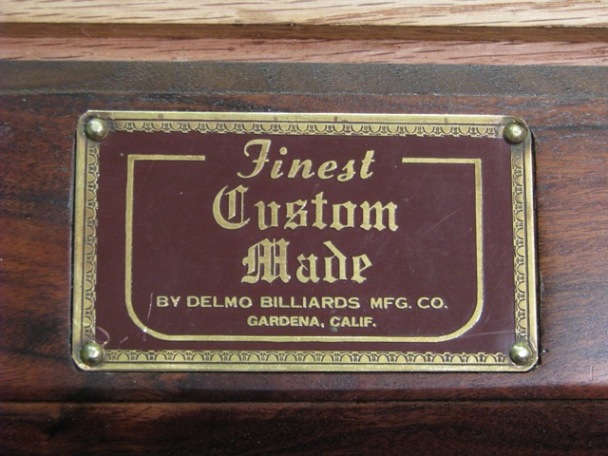 Finest
Custom
Made
BY DELMO BILLIARDS MFG. CO.
GARDENA, CALIF.